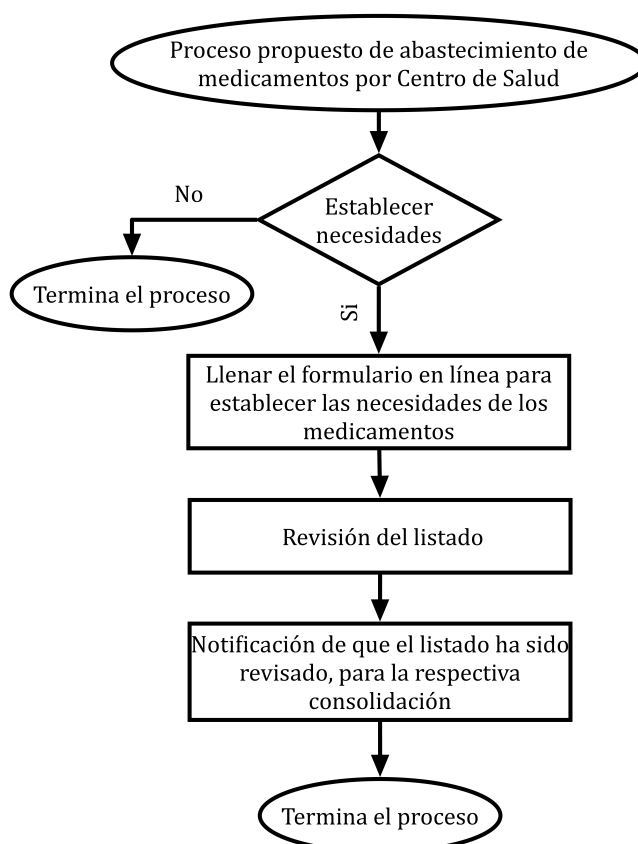 Proceso propuesto de abastecimiento de
medicamentos por Centro de Salud
Establecer
necesidades
No
Termina el proceso
Si
Llenar el formulario en línea para
establecer las necesidades de los
medicamentos
Revisión del listado
Notificación de que el listado ha sido
revisado, para la respectiva
consolidación
Termina el proceso